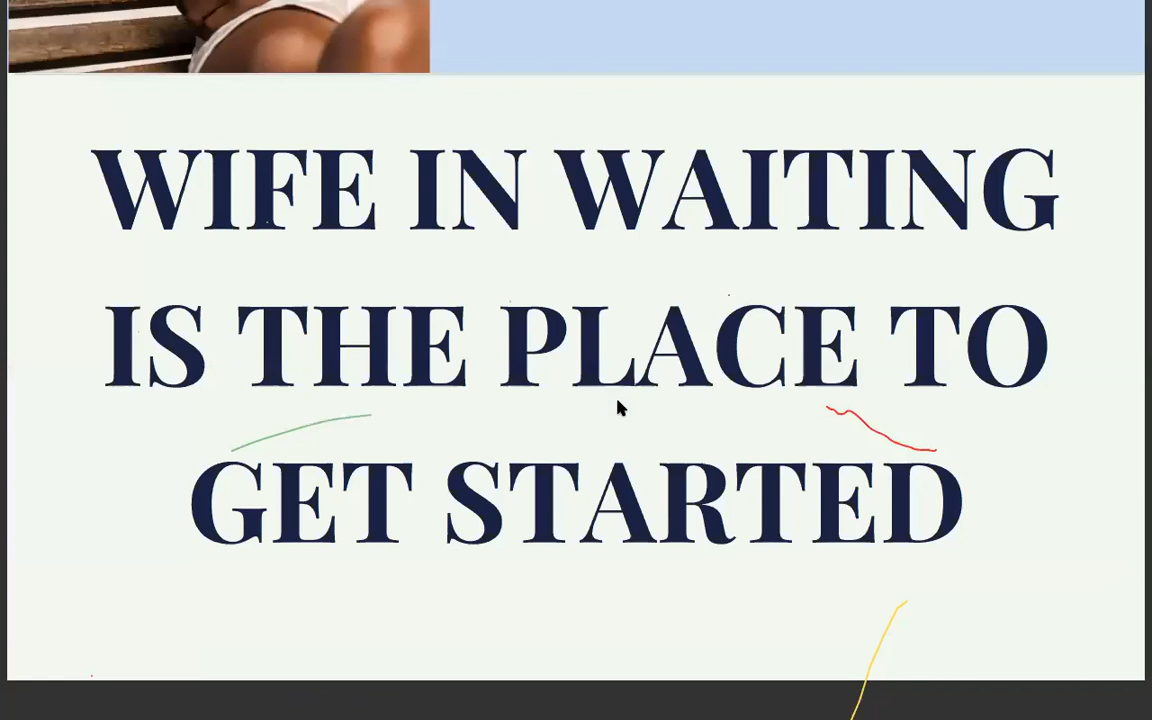 WIFE IN WAITING
IS THE PLACE TO
GET STARTED